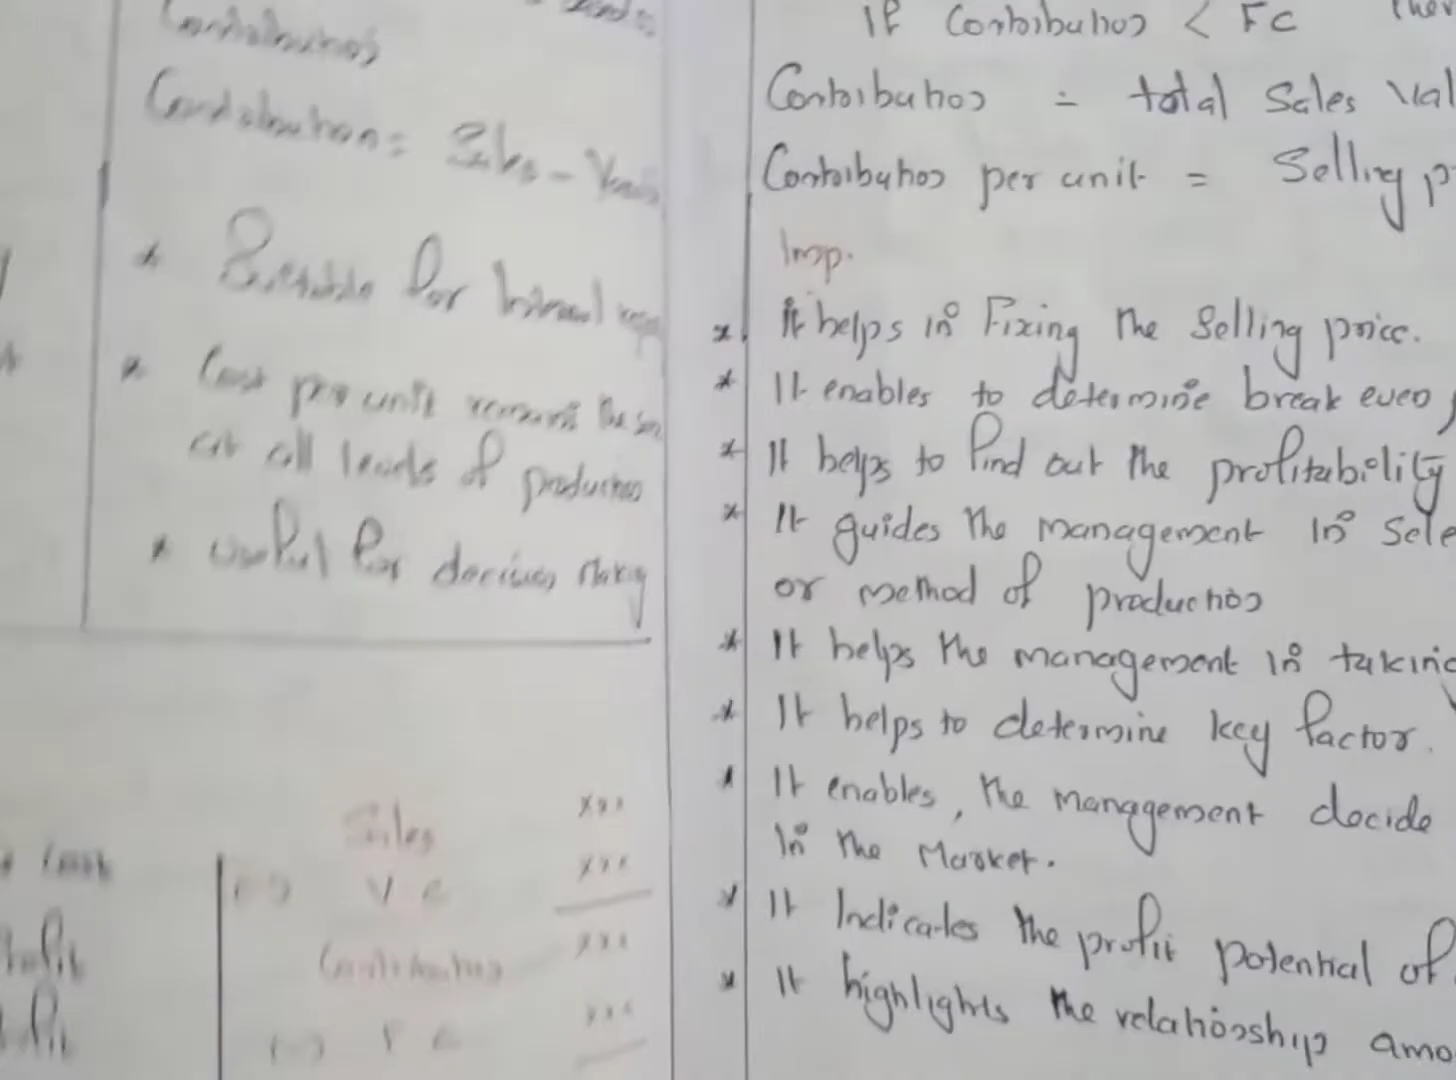 Contribution
Contribution = Sales -
* Suitable for Internal
* Cost per unit remains the same
at all levels of production
* useful for decision Making
Sales xxx
(-) V C xxx
Contribution xxx
(-) F C xxx
Cost
If Contribution < FC then
Contribution = total Sales Val
Contribution per unit = Selling p
Imp.
* It helps in Fixing the Selling price.
* It enables to determine break even
* It helps to find out the profitability
* It guides the management in Sele
or method of production
* It helps the management in taking
* It helps to determine key factor.
* It enables, the management decide
in the Market.
* It Indicates the profit potential of
* It highlights the relationship amo